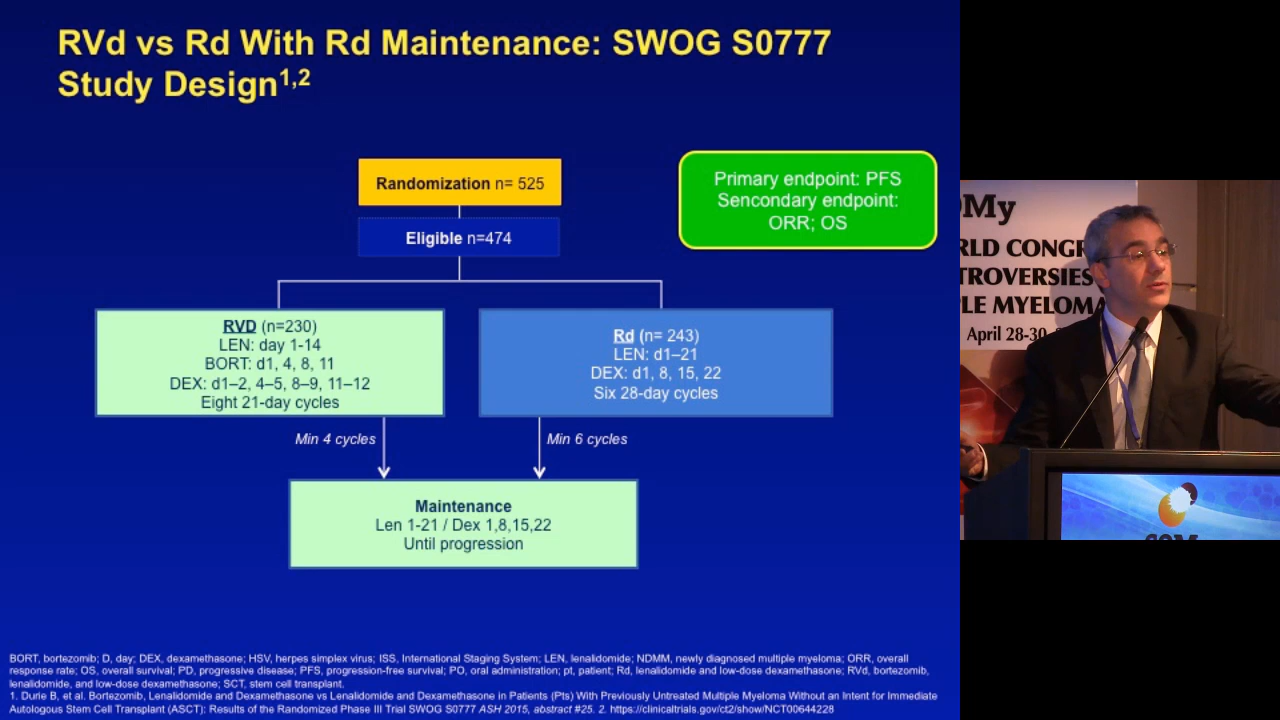 RVd vs Rd With Rd Maintenance: SWOG S0777
Study Design1,2
Randomization n= 525
Eligible n=474
Primary endpoint: PFS
Sencondary endpoint:
ORR; OS
RVD (n=230)
LEN: day 1-14
BORT: d1, 4, 8, 11
DEX: d1–2, 4–5, 8–9, 11–12
Eight 21-day cycles
Rd (n= 243)
LEN: d1–21
DEX: d1, 8, 15, 22
Six 28-day cycles
Min 4 cycles
Min 6 cycles
Maintenance
Len 1-21 / Dex 1,8,15,22
Until progression
BORT, bortezomib; D, day; DEX, dexamethasone; HSV, herpes simplex virus; ISS, International Staging System; LEN, lenalidomide; NDMM, newly diagnosed multiple myeloma; ORR, overall
response rate; OS, overall survival; PD, progressive disease; PFS, progression-free survival; PO, oral administration; pt, patient; Rd, lenalidomide and low-dose dexamethasone; RVd, bortezomib,
lenalidomide, and low-dose dexamethasone; SCT, stem cell transplant.
1. Durie B, et al. Bortezomib, Lenalidomide and Dexamethasone vs Lenalidomide and Dexamethasone in Patients (Pts) With Previously Untreated Multiple Myeloma Without an Intent for Immediate
Autologous Stem Cell Transplant (ASCT): Results of the Randomized Phase III Trial SWOG S0777 ASH 2015, abstract #25. 2. https://clinicaltrials.gov/ct2/show/NCT00644228
OMy
RLD CONGR
TROVERSIES
PLE MYELOMA
April 28-30,